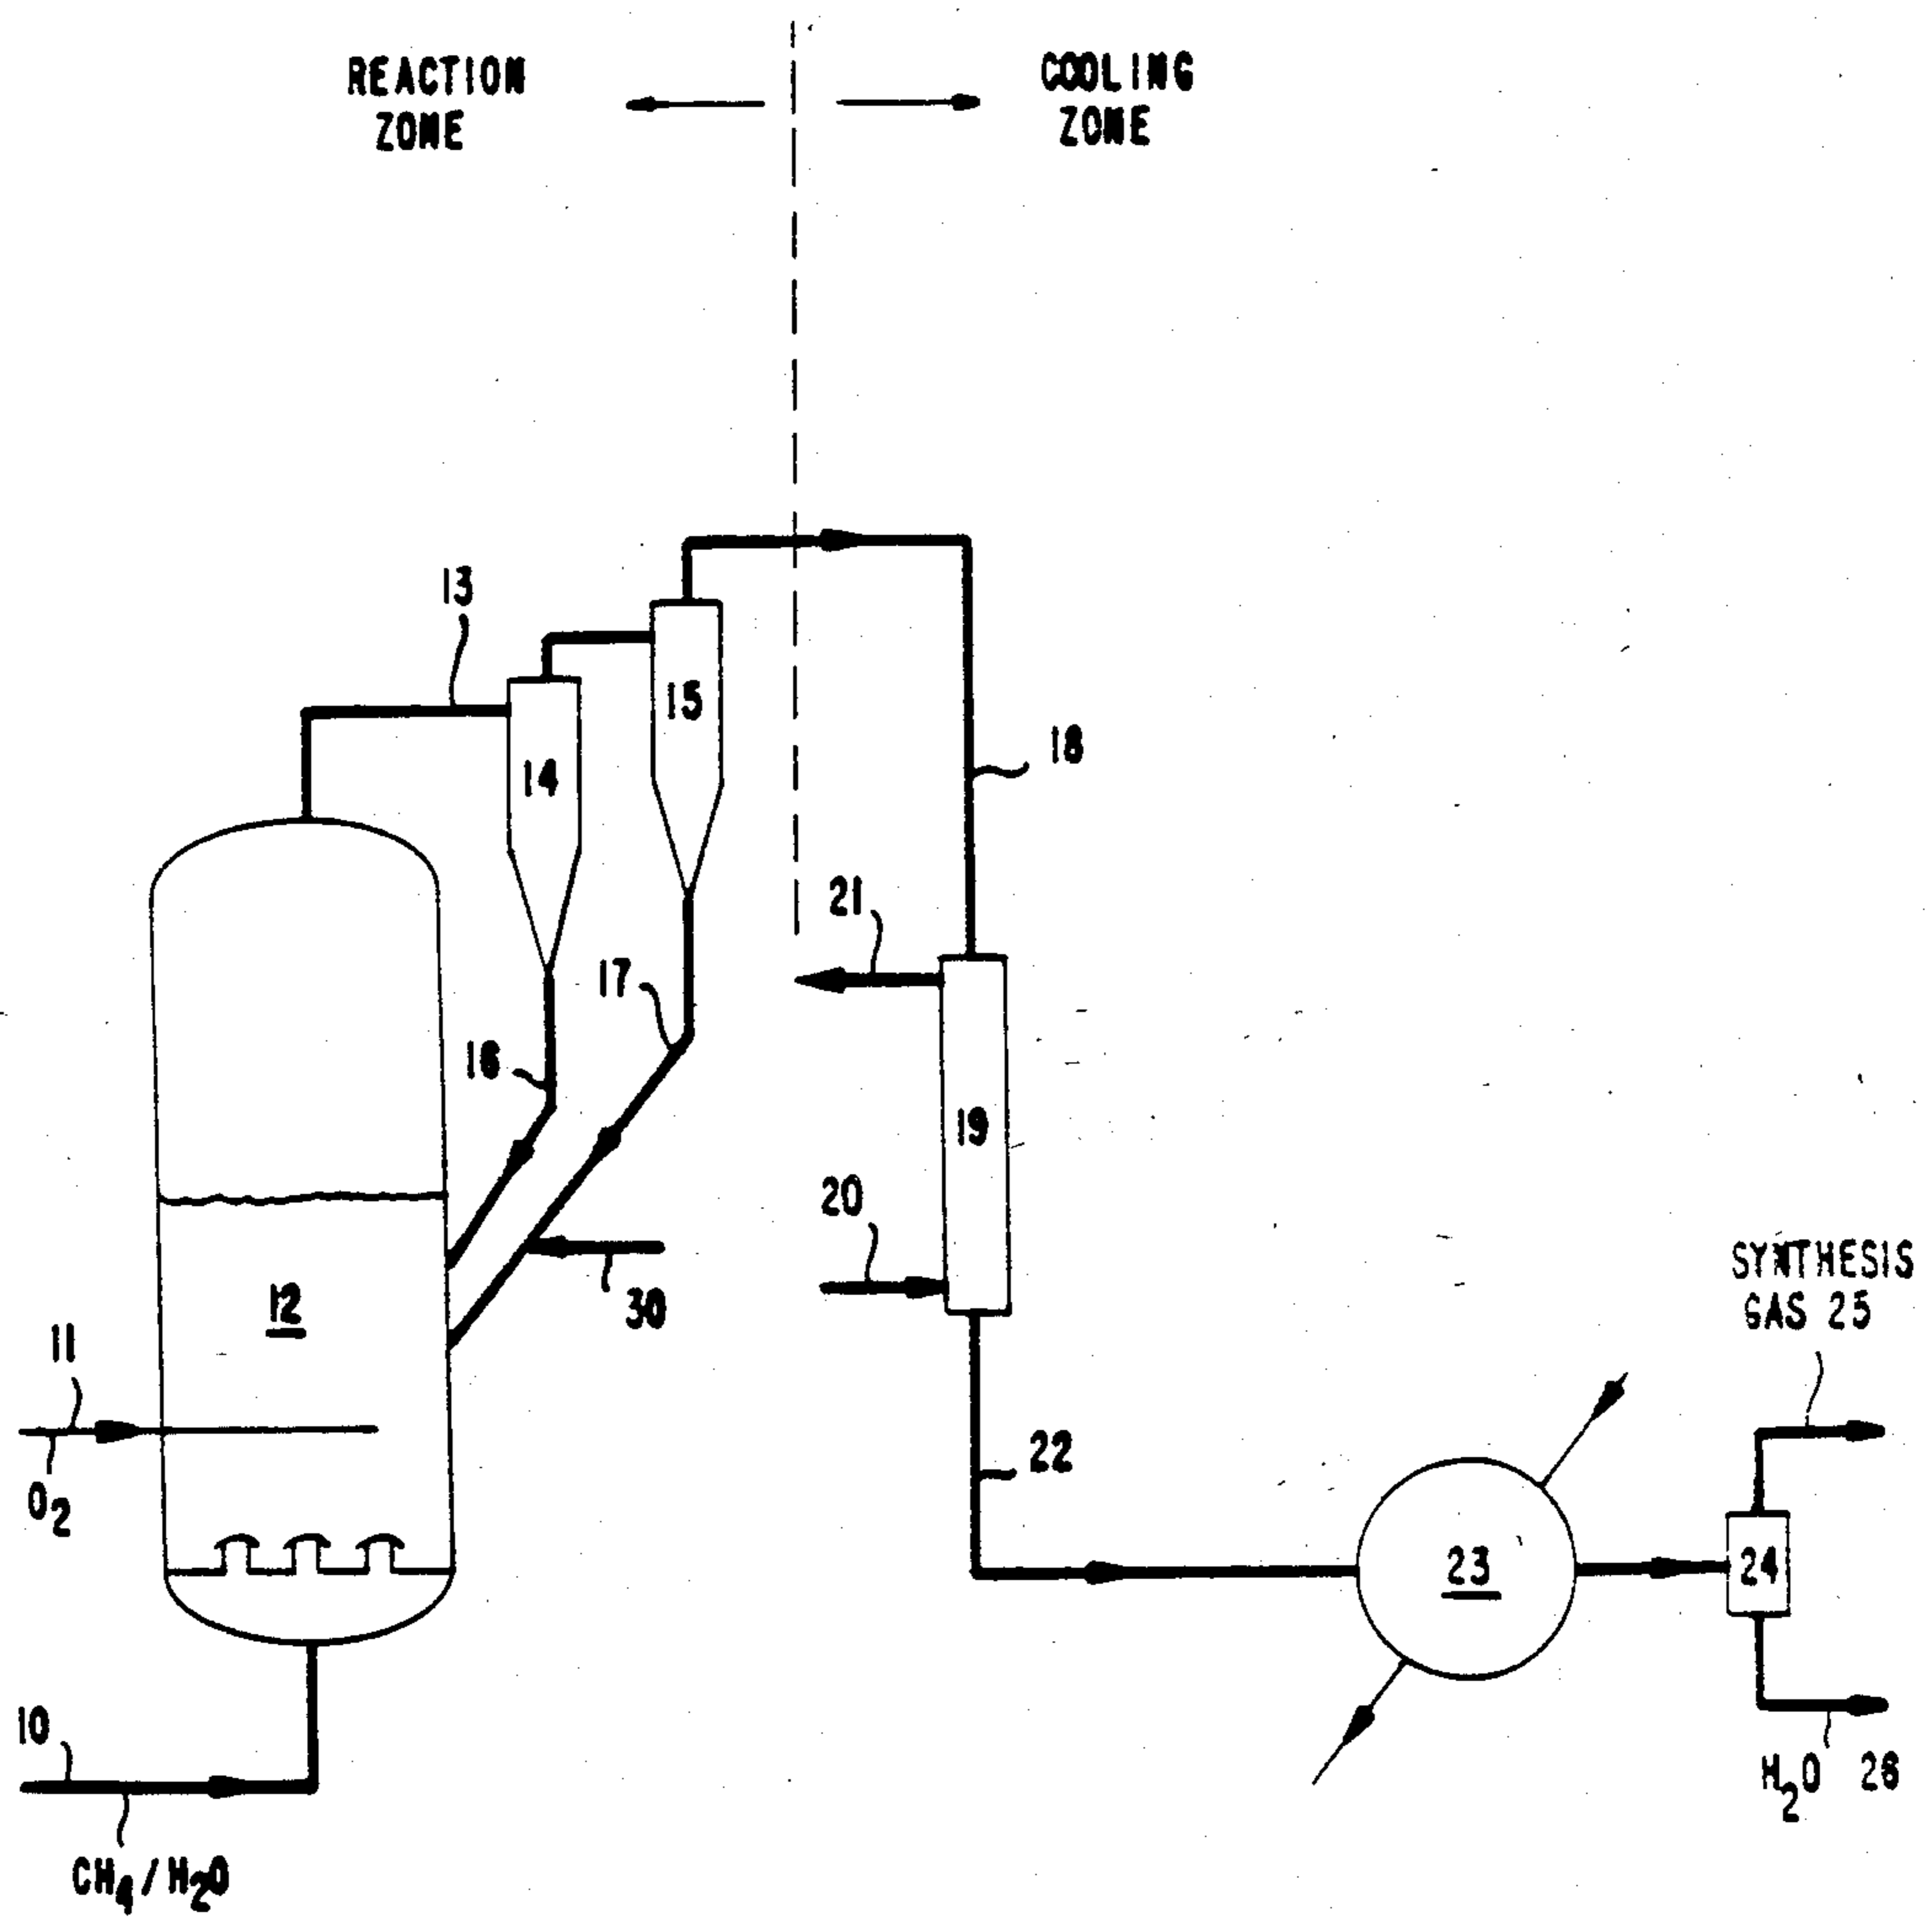 REACTION
ZONE
COOLING
ZONE
13
15
14
18
21
17
16
19
20
30
12
11
O2
SYNTHESIS
GAS 25
22
23
24
10
CH4/H2O
H2O 26